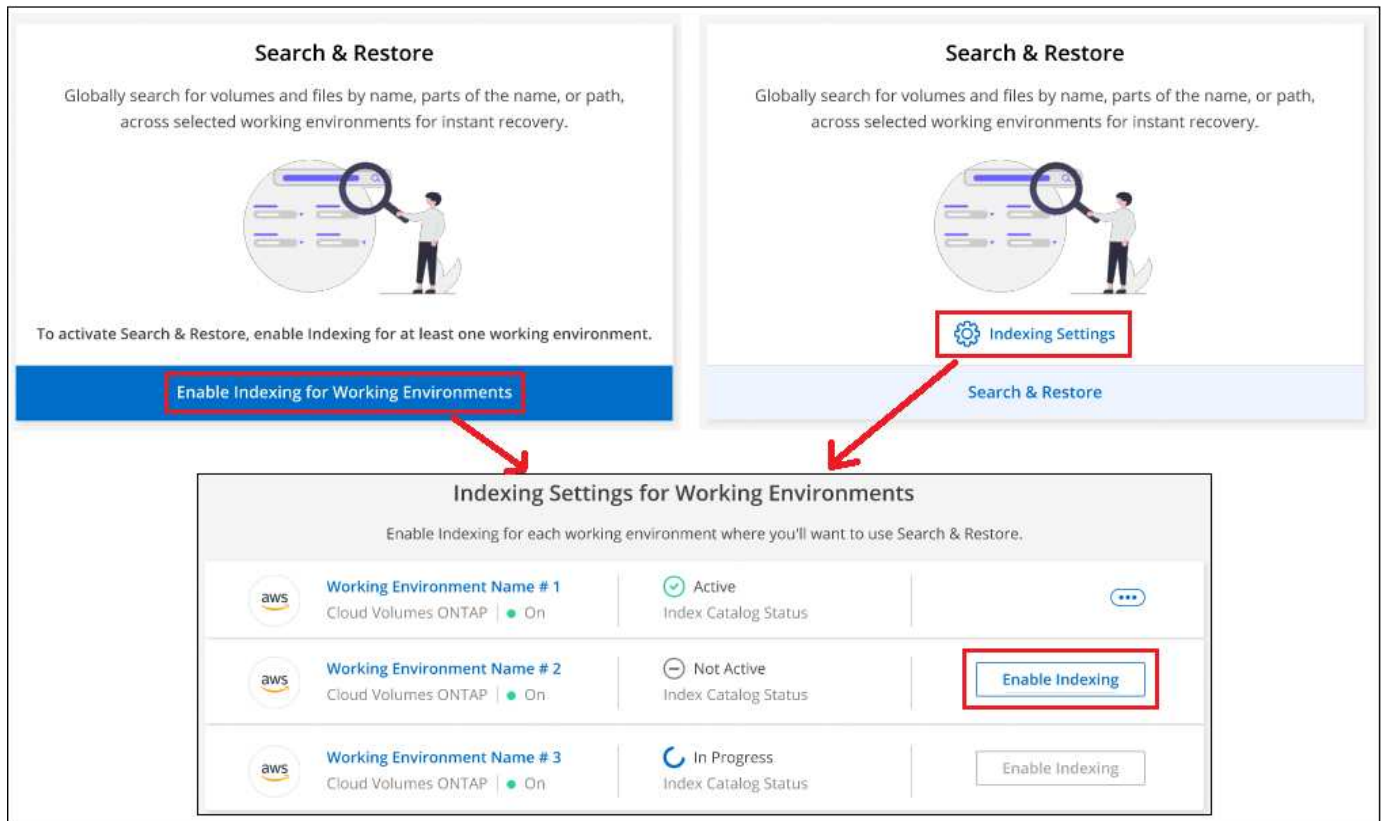 Search & Restore
Globally search for volumes and files by name, parts of the name, or path,
across selected working environments for instant recovery.
To activate Search & Restore, enable Indexing for at least one working environment.
Enable Indexing for Working Environments
Search & Restore
Globally search for volumes and files by name, parts of the name, or path,
across selected working environments for instant recovery.
Indexing Settings
Search & Restore
Indexing Settings for Working Environments
Enable Indexing for each working environment where you'll want to use Search & Restore.
aws
Working Environment Name # 1
Cloud Volumes ONTAP | On
Active
Index Catalog Status
aws
Working Environment Name # 2
Cloud Volumes ONTAP | On
Not Active
Index Catalog Status
Enable Indexing
aws
Working Environment Name # 3
Cloud Volumes ONTAP | On
In Progress
Index Catalog Status
Enable Indexing